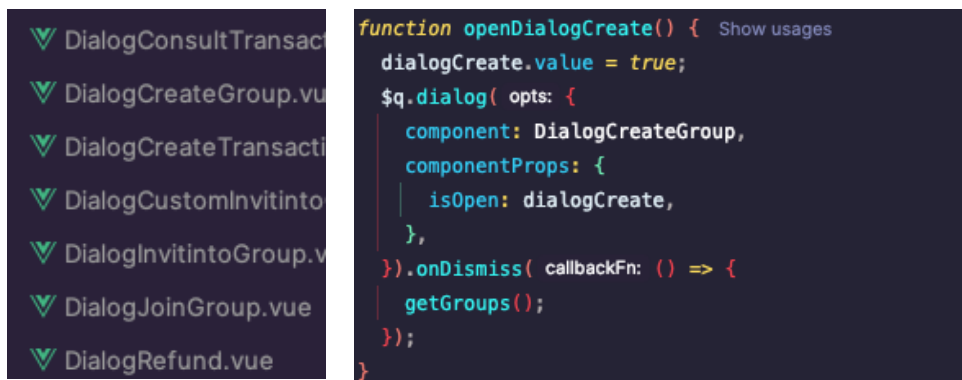 DialogConsultTransact
DialogCreateGroup.vu
DialogCreateTransacti
DialogCustomInvitinto
DialogInvitintoGroup.v
DialogJoinGroup.vue
DialogRefund.vue
function openDialogCreate() { Show usages
dialogCreate.value = true;
$q.dialog( opts: {
component: DialogCreateGroup,
componentProps: {
isOpen: dialogCreate,
},
}).onDismiss( callbackFn: () => {
getGroups();
});
}